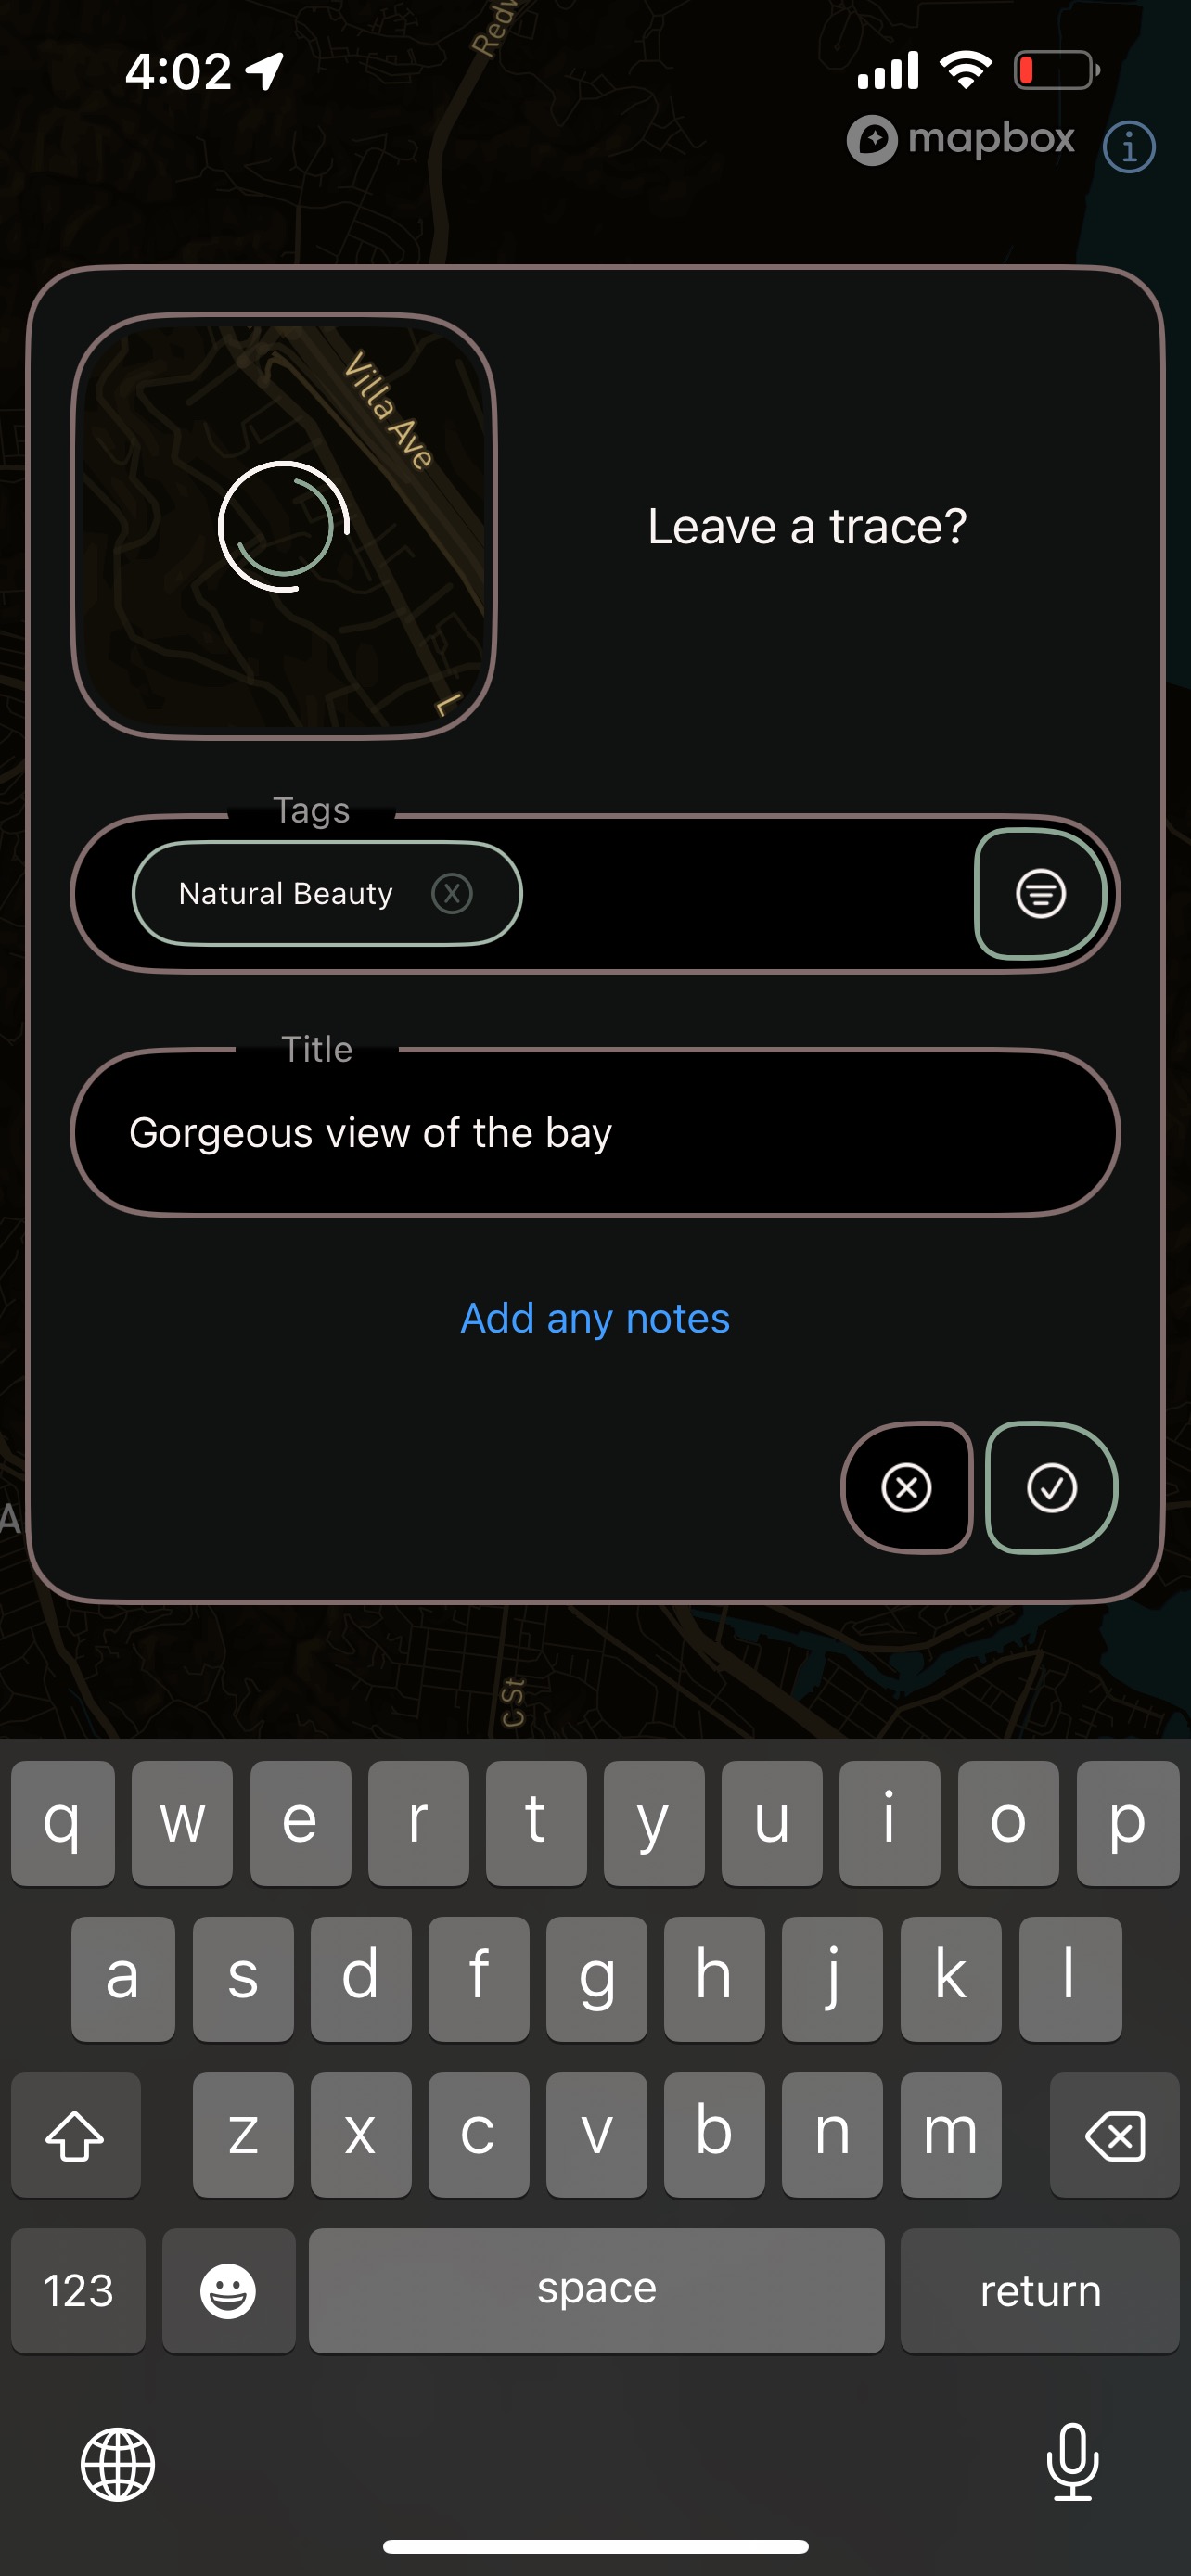 Redw
4:02
mapbox
Villa Ave
L
Leave a trace?
Tags
Natural Beauty
Title
Gorgeous view of the bay
Add any notes
A
C St
q w e r t y u i o p
a s d f g h j k l
z x c v b n m
123 space return